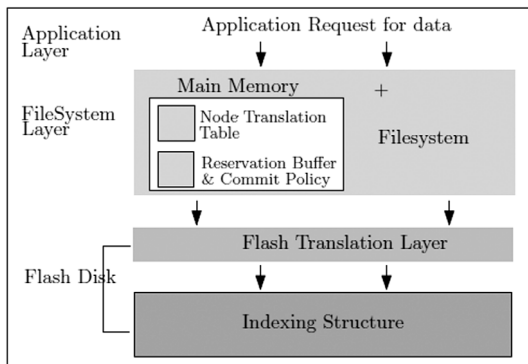 Application Request for data
Application
Layer
Main Memory
+
FileSystem
Layer
Node Translation
Table
Filesystem
Reservation Buffer
& Commit Policy
Flash Translation Layer
Flash Disk
Indexing Structure